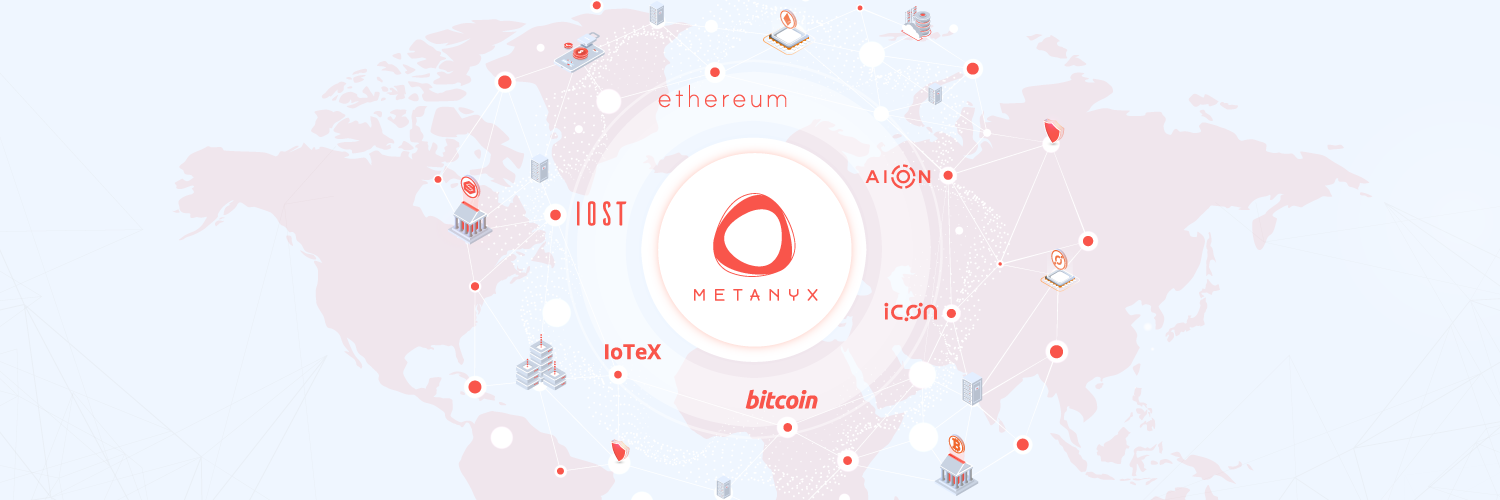 ethereum
AION
IOST
METANYX
icon
IoTeX
bitcoin